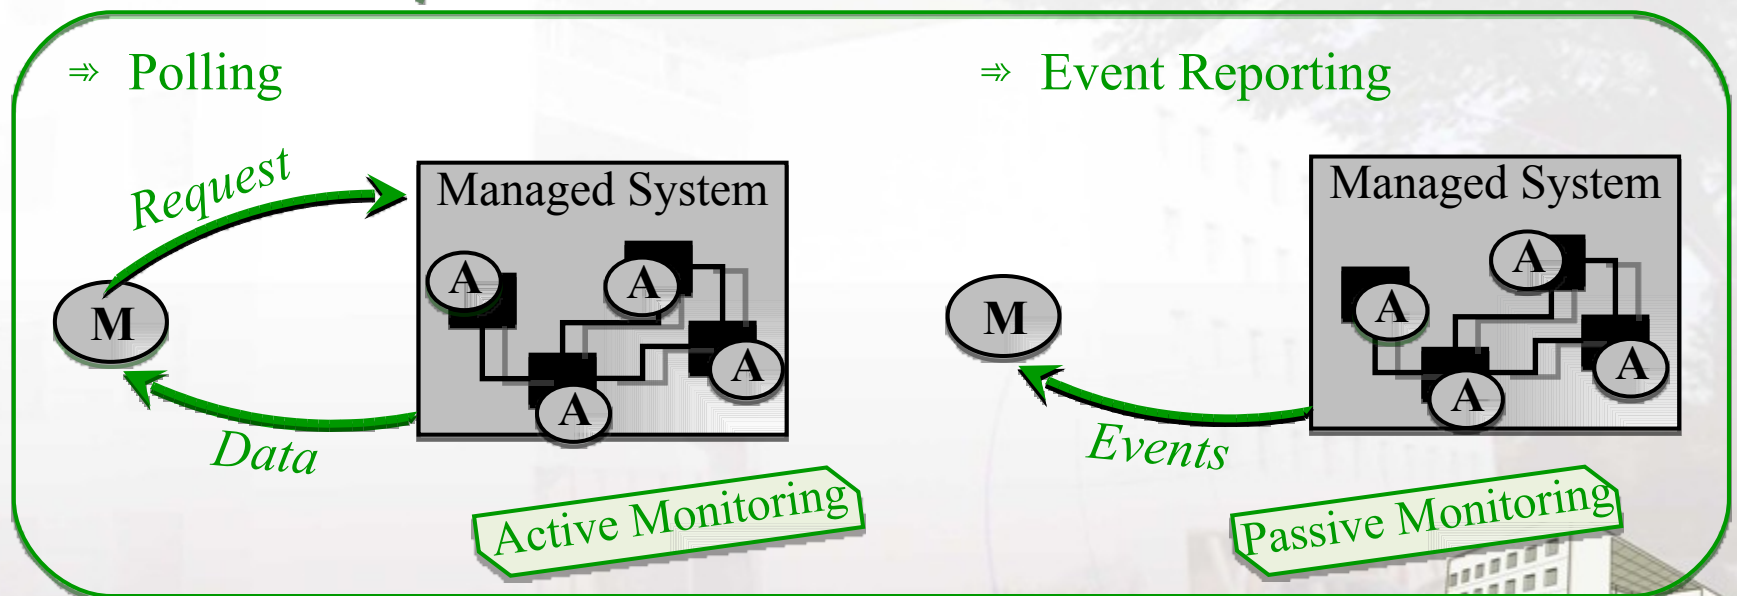 ⇒ Polling
Request
Managed System
M
A
A
A
A
Data
Active Monitoring
⇒ Event Reporting
Managed System
M
A
A
A
A
Events
Passive Monitoring